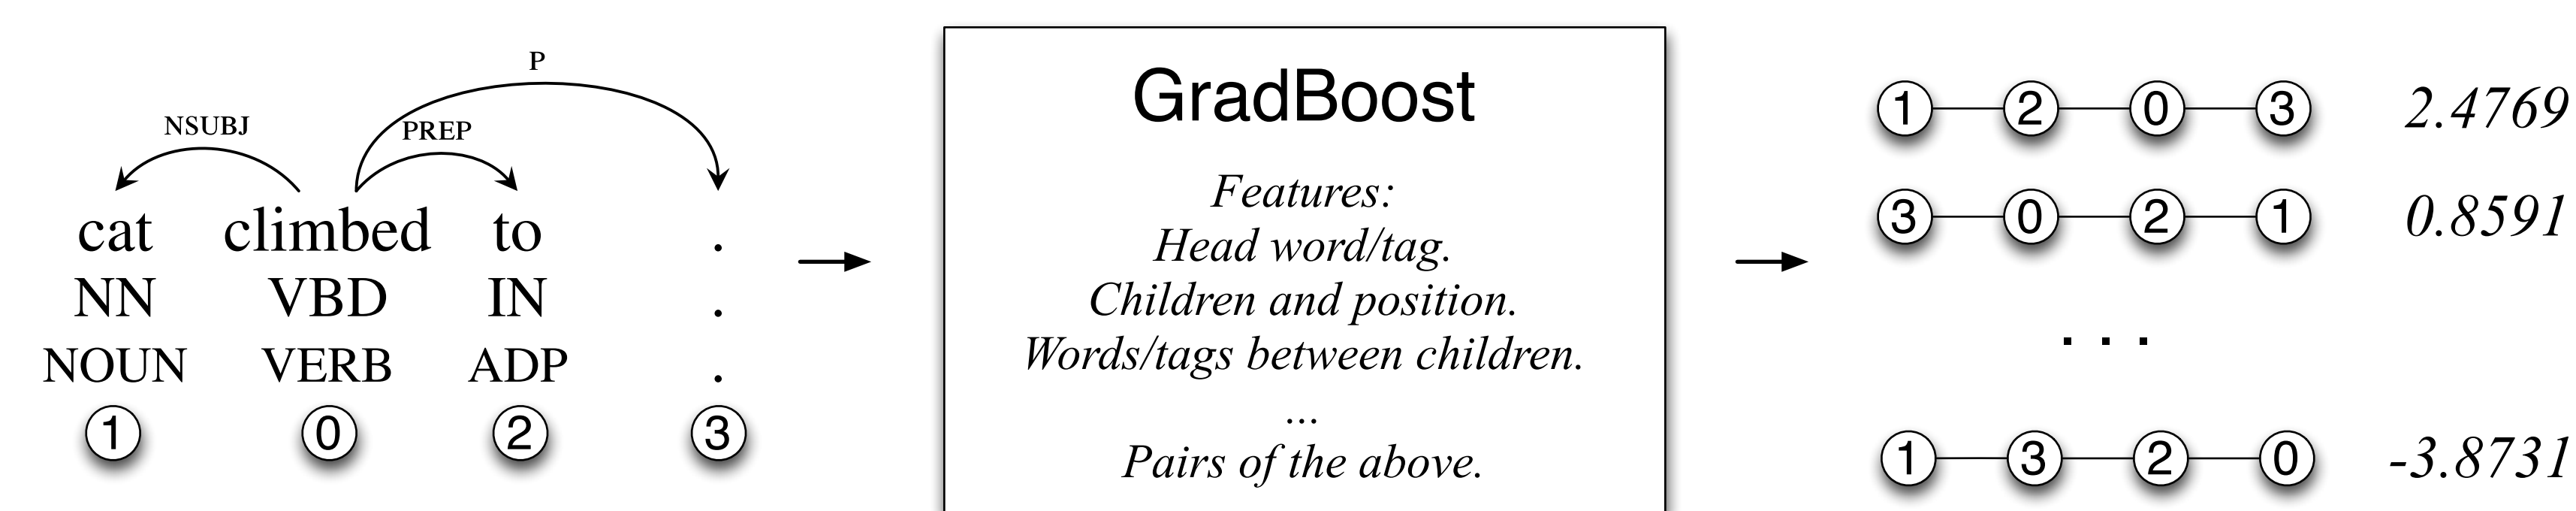 P
NSUBJ PREP
cat climbed to .
NN VBD IN .
NOUN VERB ADP .
1 0 2 3
GradBoost
Features:
Head word/tag.
Children and position.
Words/tags between children.
...
Pairs of the above.
1 2 0 3 2.4769
3 0 2 1 0.8591
. . .
1 3 2 0 -3.8731